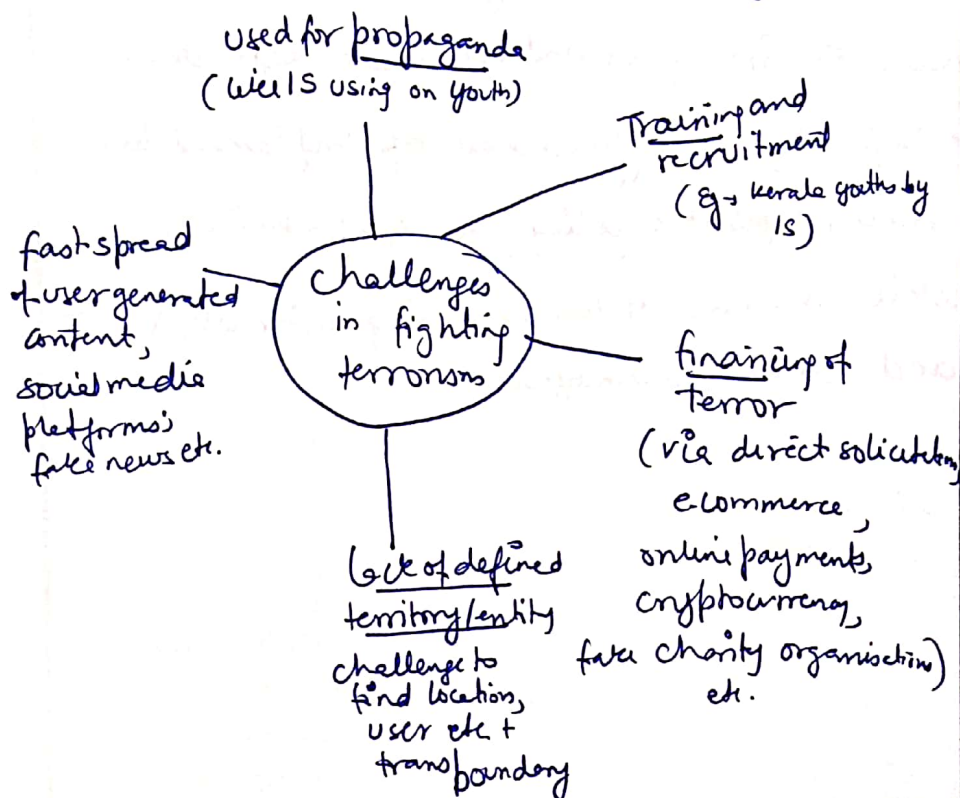 used for propaganda
( like IS using on youth)
Training and
recruitment
(Eg → kerala youths by
IS)
fast spread
of user generated
content,
social media
platforms,
fake news etc.
challenges
in fighting
terrorism
financing of
terror
(via direct solicitation,
e-commerce,
online payments,
cryptocurrency,
fake charity organisations)
etc.
lack of defined
territory/entity
challenge to
find location,
user etc +
transboundary